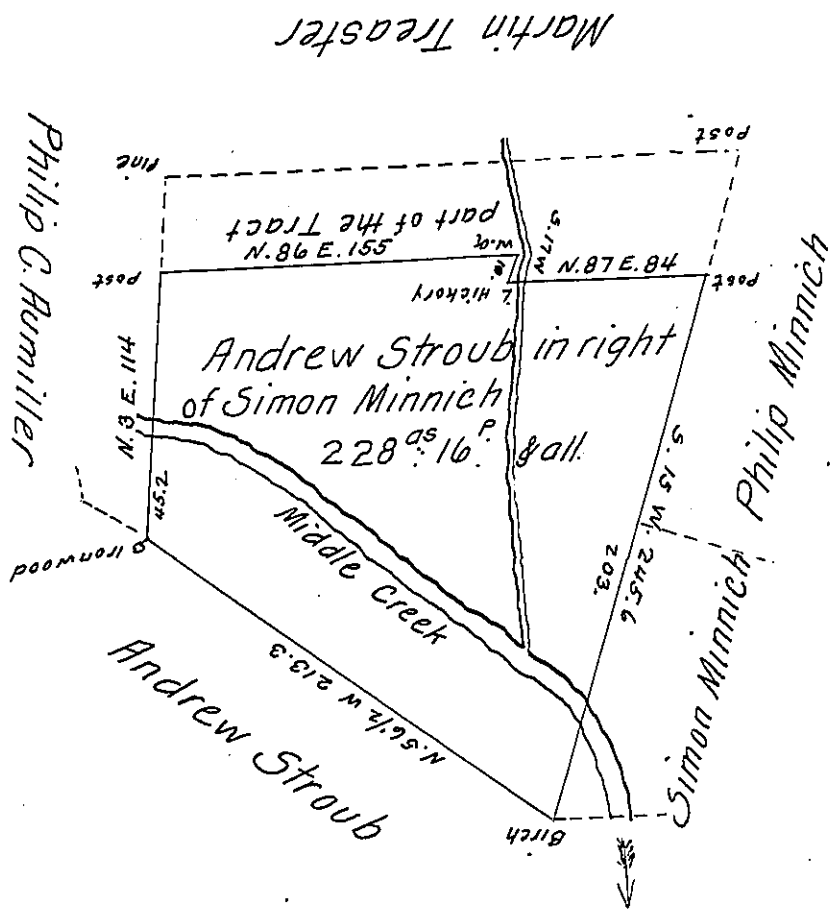 Martin Treaster
Philip C. Aumiller
Pine
Post
part of the Tract
N. 86 E. 155
post
W. O.
10.
S. 17 W
N. 87 E. 84
Post
L Hickory
N. 3 E. 114
Andrew Stroub in right
of Simon Minnich
228 as : 16 P. & all.
Philip Minnich
45.2
Ironwood
Middle Creek
S. 15 W. 245.6
203.
Simon Minnich
N. 56 1/2 W 213.3
Andrew Stroub
Birch